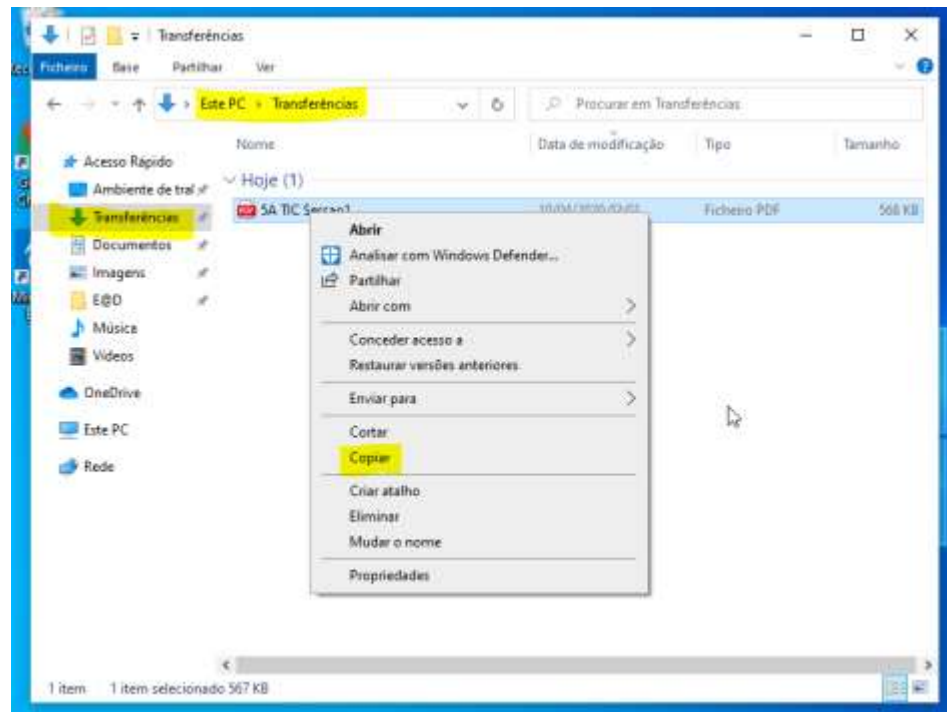 Transferências
Ficheiro Base Partilhar Ver
Este PC › Transferências
Procurar em Transferências
Nome Data de modificação Tipo Tamanho
Acesso Rápido
Hoje (1)
Ambiente de tral
5A TIC Ficheiro PDF 568 KB
Transferências
Abrir
Documentos
Analisar com Windows Defender...
Imagens
Partilhar
E@D
Abrir com
Música
Conceder acesso a
Vídeos
Restaurar versões anteriores
OneDrive
Enviar para
Este PC
Cortar
Copiar
Rede
Criar atalho
Eliminar
Mudar o nome
Propriedades
1 item 1 item selecionado 567 KB